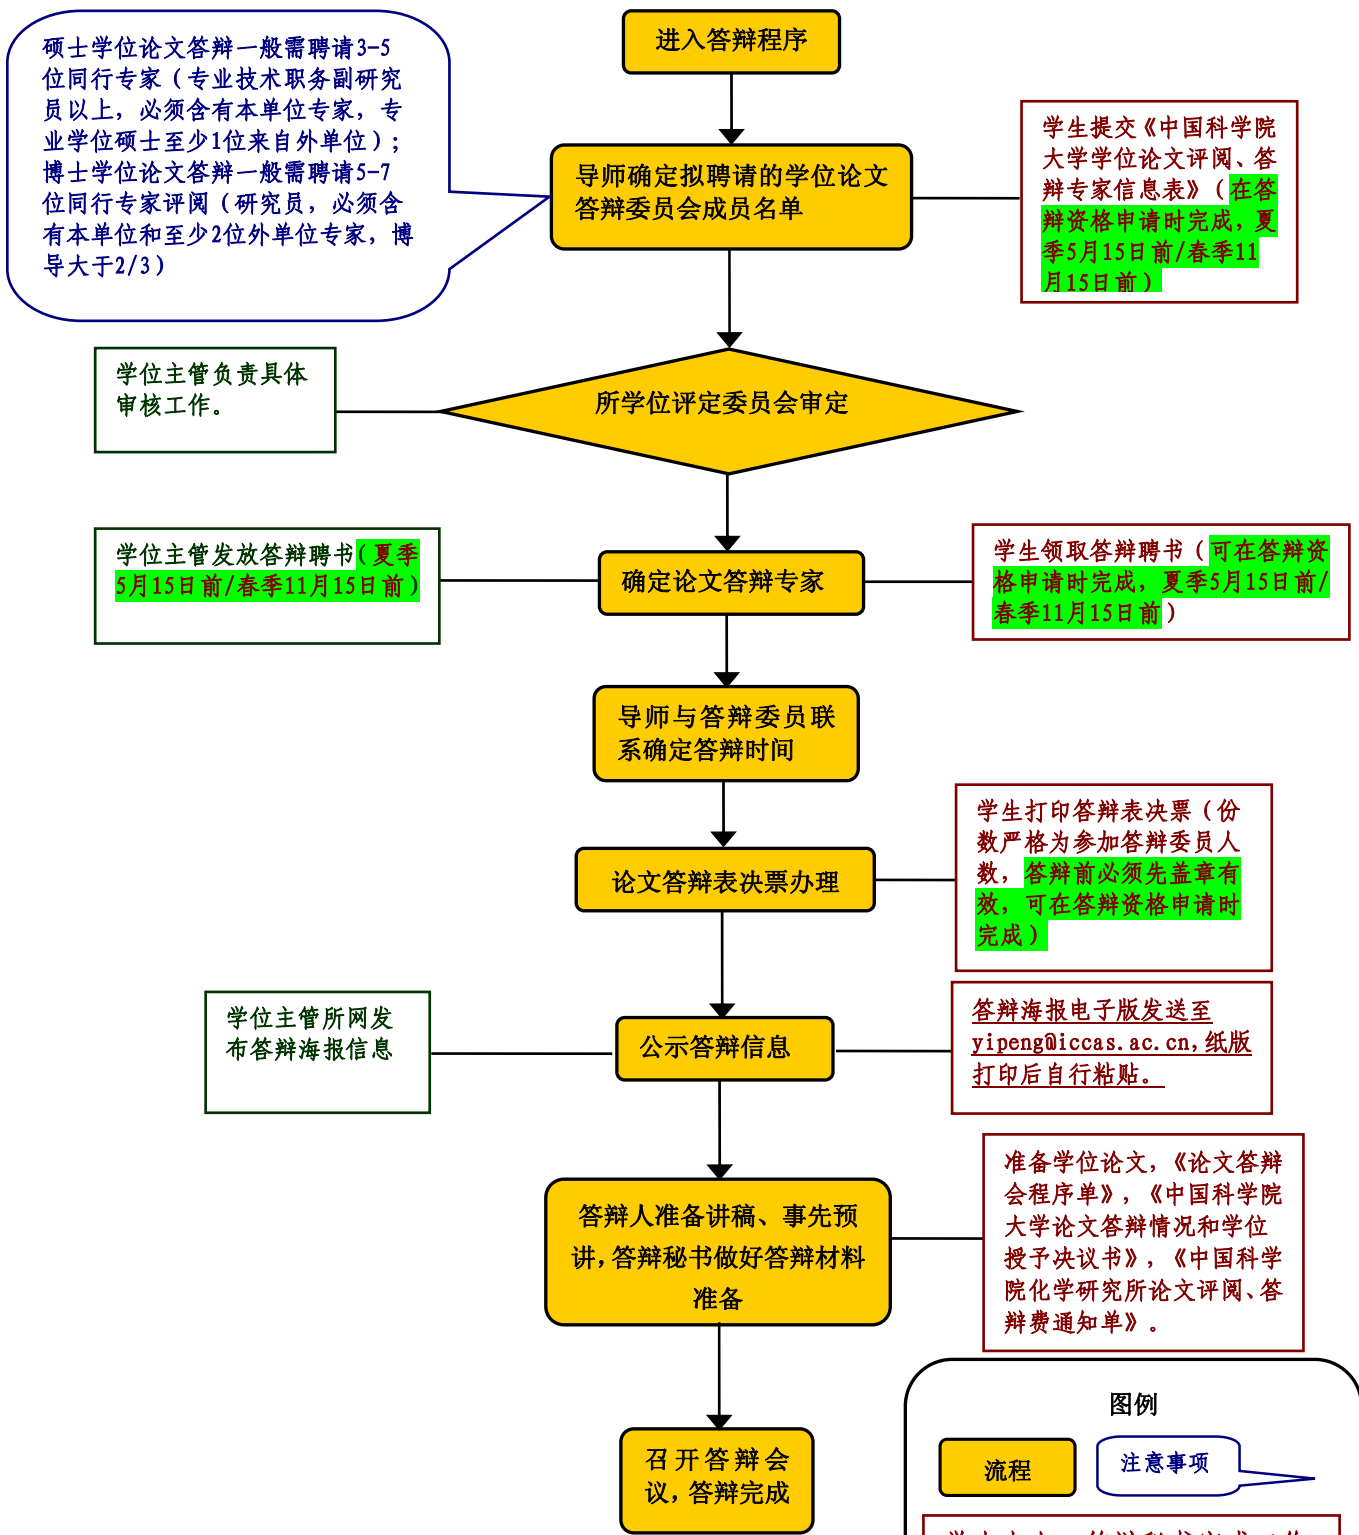 进入答辩程序
硕士学位论文答辩一般需聘请3-5
位同行专家（专业技术职务副研究
员以上，必须含有本单位专家，专
业学位硕士至少1位来自外单位）；
博士学位论文答辩一般需聘请5-7
位同行专家评阅（研究员，必须含
有本单位和至少2位外单位专家，博
导大于2/3）
导师确定拟聘请的学位论文
答辩委员会成员名单
学生提交《中国科学院
大学学位论文评阅、答
辩专家信息表》（在答
辩资格申请时完成，夏
季5月15日前/春季11
月15日前）
学位主管负责具体
审核工作。
所学位评定委员会审定
学位主管发放答辩聘书（夏季
5月15日前/春季11月15日前）
确定论文答辩专家
学生领取答辩聘书（可在答辩资
格申请时完成，夏季5月15日前/
春季11月15日前）
导师与答辩委员联
系确定答辩时间
论文答辩表决票办理
学生打印答辩表决票（份
数严格为参加答辩委员人
数，答辩前必须先盖章有
效，可在答辩资格申请时
完成）
学位主管所网发
布答辩海报信息
公示答辩信息
答辩海报电子版发送至
yipeng@iccas.ac.cn,纸版
打印后自行粘贴。
答辩人准备讲稿、事先预
讲，答辩秘书做好答辩材料
准备
准备学位论文，《论文答辩
会程序单》，《中国科学院
大学论文答辩情况和学位
授予决议书》，《中国科学
院化学研究所论文评阅、答
辩费通知单》。
召开答辩会
议，答辩完成
图例
流程
注意事项